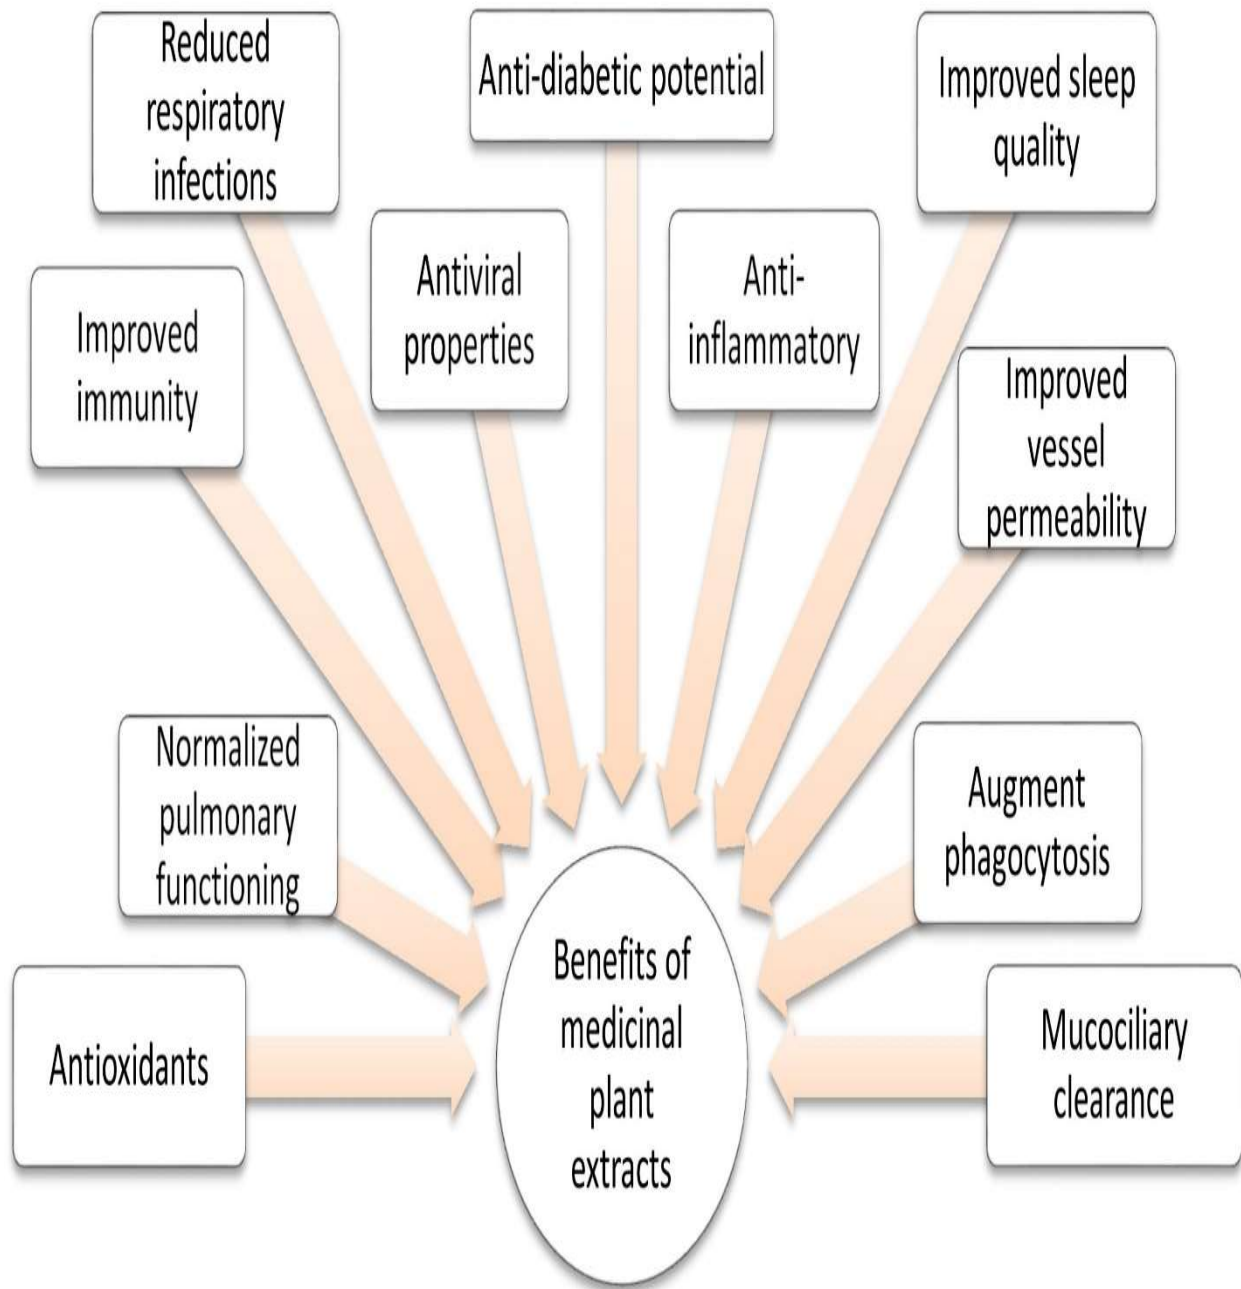 Reduced
respiratory
infections
Anti-diabetic potential
Improved sleep
quality
Improved
immunity
Antiviral
properties
Anti-
inflammatory
Improved
vessel
permeability
Normalized
pulmonary
functioning
Augment
phagocytosis
Antioxidants
Benefits of
medicinal
plant
extracts
Mucociliary
clearance